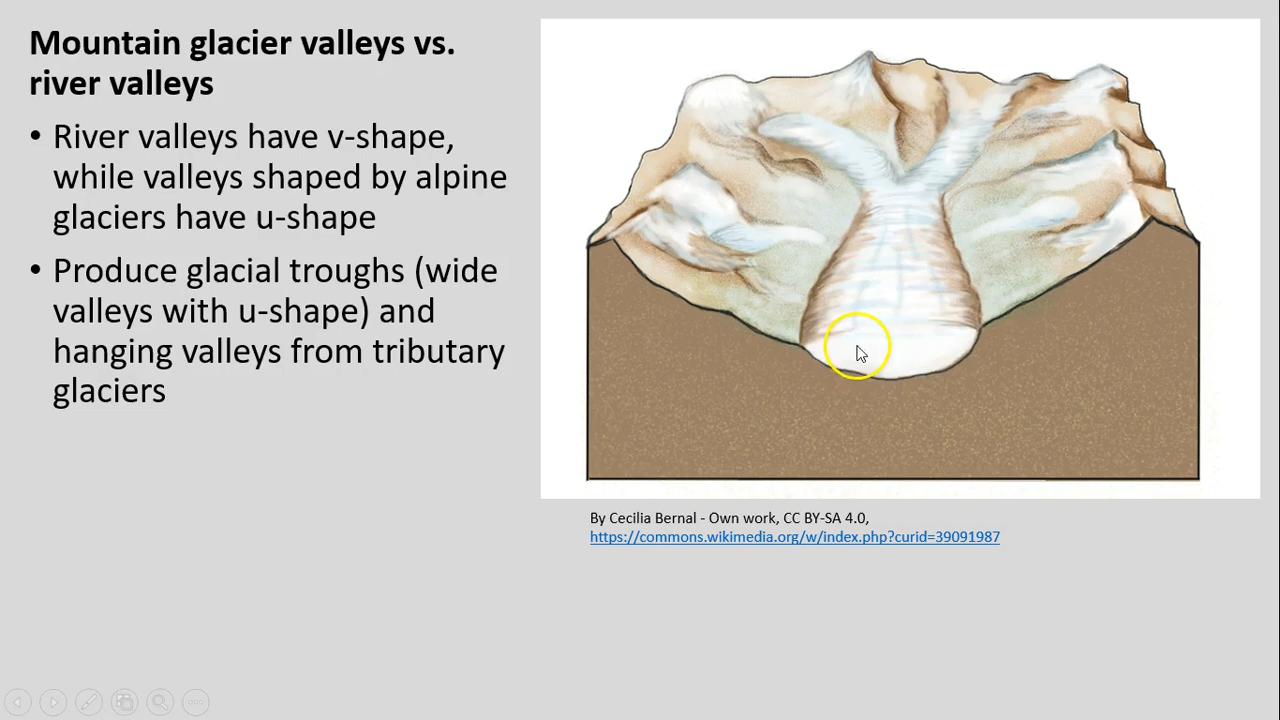 Mountain glacier valleys vs.
river valleys
• River valleys have v-shape,
while valleys shaped by alpine
glaciers have u-shape
• Produce glacial troughs (wide
valleys with u-shape) and
hanging valleys from tributary
glaciers
By Cecilia Bernal - Own work, CC BY-SA 4.0,
https://commons.wikimedia.org/w/index.php?curid=39091987